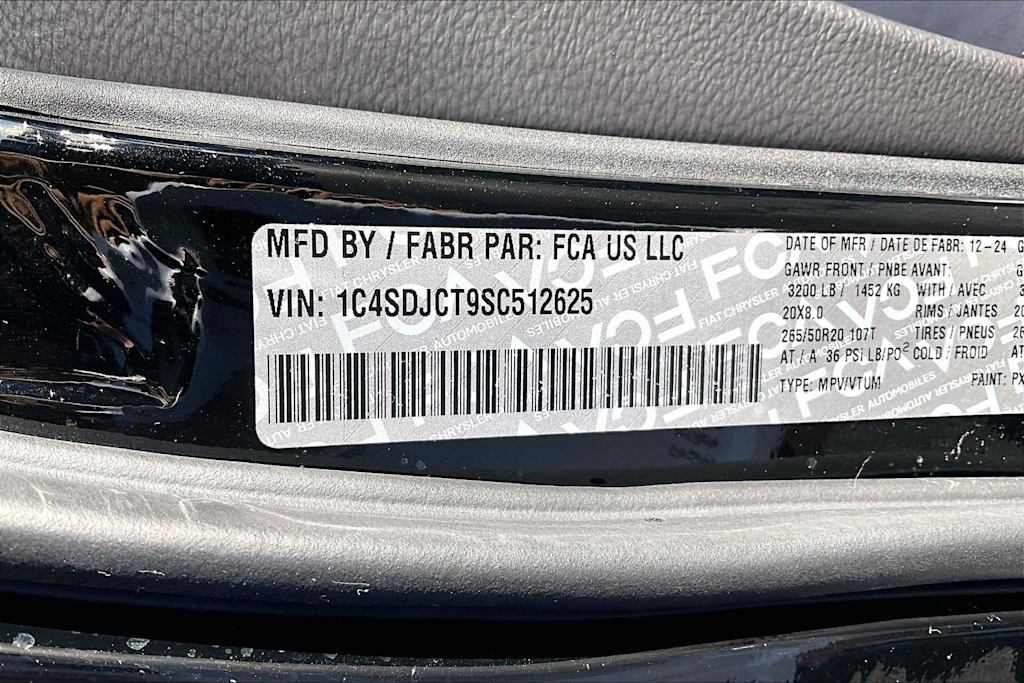 MFD BY / FABR PAR: FCA US LLC
VIN: 1C4SDJCT9SC512625
DATE OF MFR / DATE DE FABR: 12-24
GAWR FRONT / PNBE AVANT:
3200 LB / 1452 KG WITH / AVEC
20X8.0 RIMS / JANTES
265/50R20 107T TIRES / PNEUS
AT / A 36 PSI LB/PO² COLD / FROID
TYPE: MPV/VTUM PAINT: PX